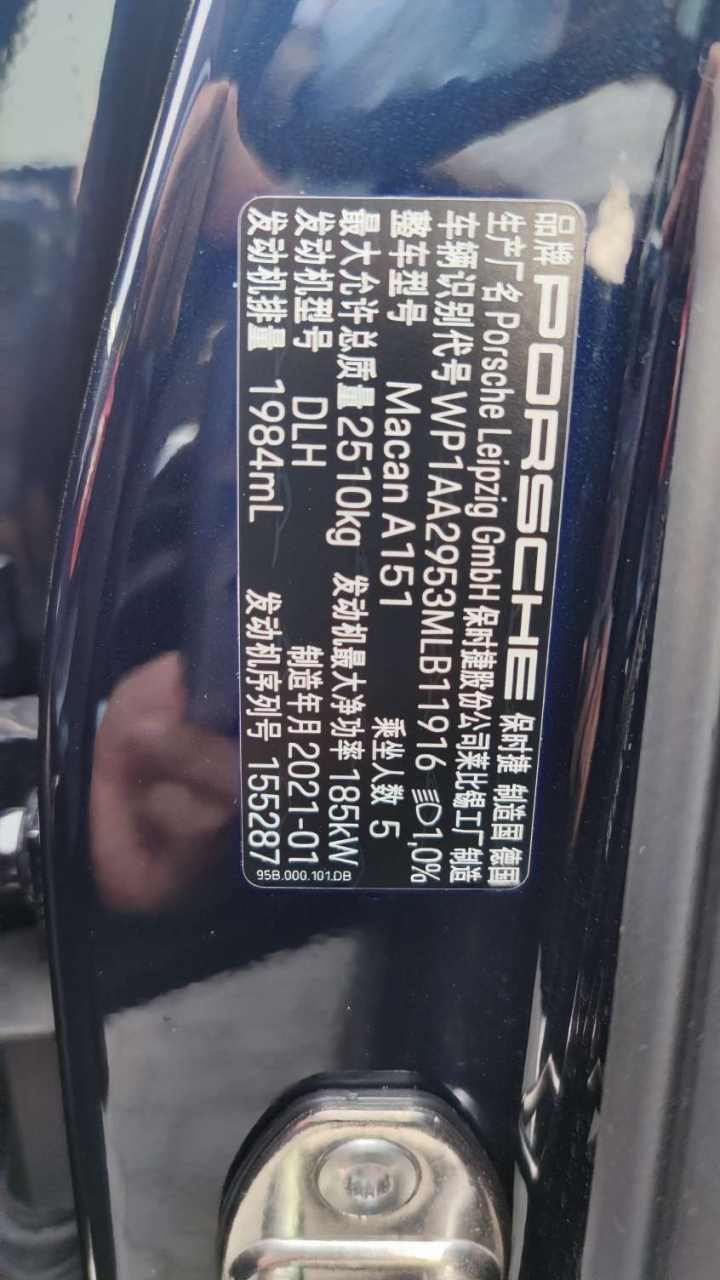 品牌 PORSCHE 保时捷 制造国 德国
生产厂名 Porsche Leipzig GmbH 保时捷股份公司莱比锡工厂 制造
车辆识别代号 WP1AA2953MLB11916 1,0%
整车型号 Macan A151 乘坐人数 5
最大允许总质量 2510kg 发动机最大净功率 185kW
发动机型号 DLH 制造年月 2021-01
发动机排量 1984mL 发动机序列号 155287
95B.000.101.DB